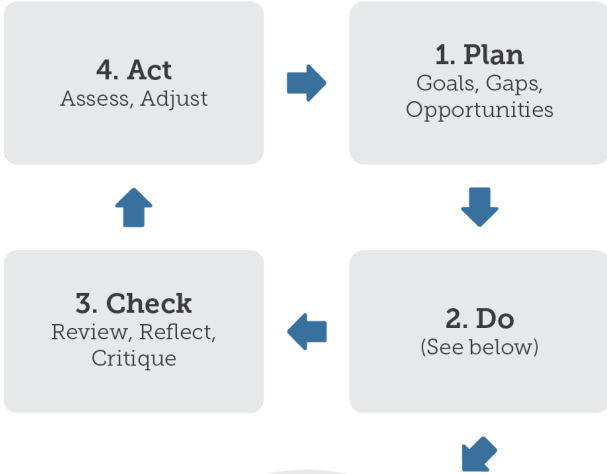 4. Act
Assess, Adjust
1. Plan
Goals, Gaps,
Opportunities
3. Check
Review, Reflect,
Critique
2. Do
(See below)